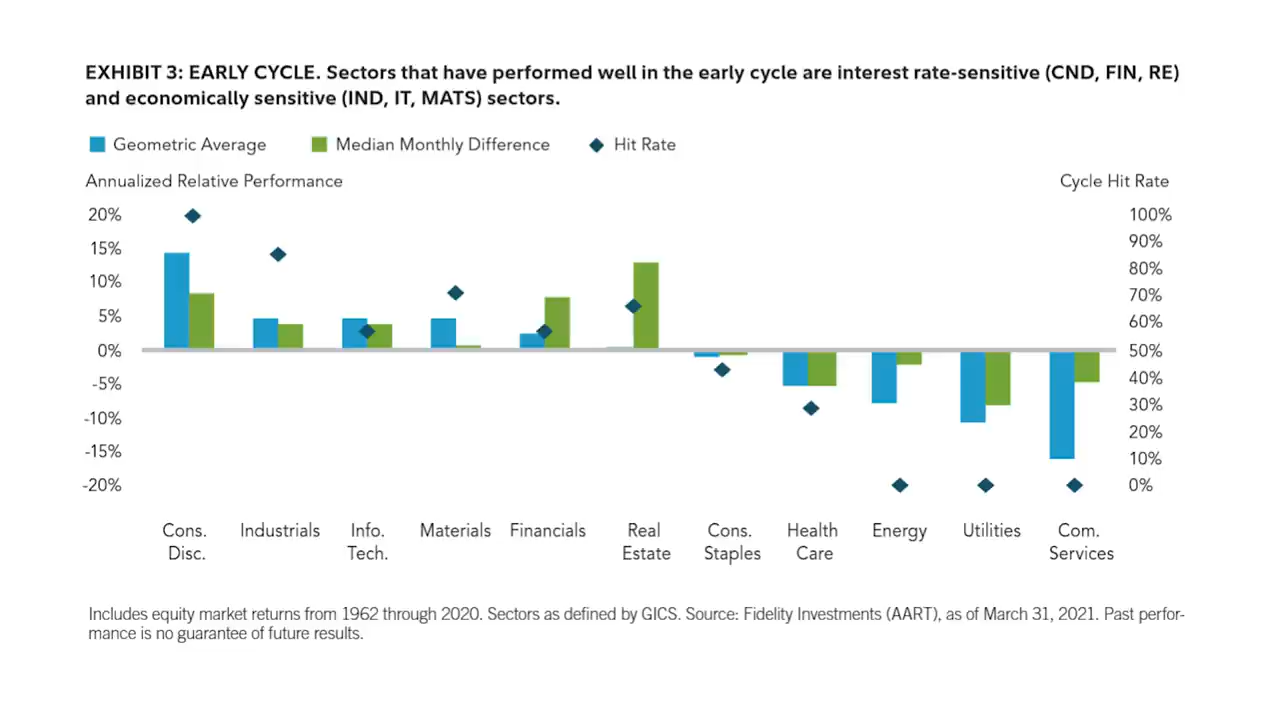 EXHIBIT 3: EARLY CYCLE. Sectors that have performed well in the early cycle are interest rate-sensitive (CND, FIN, RE)
and economically sensitive (IND, IT, MATS) sectors.
Geometric Average Median Monthly Difference Hit Rate
Annualized Relative Performance Cycle Hit Rate
20% 100%
15% 90%
10% 80%
5% 70%
0% 60%
-5% 50%
-10% 40%
-15% 30%
-20% 20%
10%
0%
Cons. Disc.
Industrials
Info. Tech.
Materials
Financials
Real Estate
Cons. Staples
Health Care
Energy
Utilities
Com. Services
Includes equity market returns from 1962 through 2020. Sectors as defined by GICS. Source: Fidelity Investments (AART), as of March 31, 2021. Past perfor-
mance is no guarantee of future results.